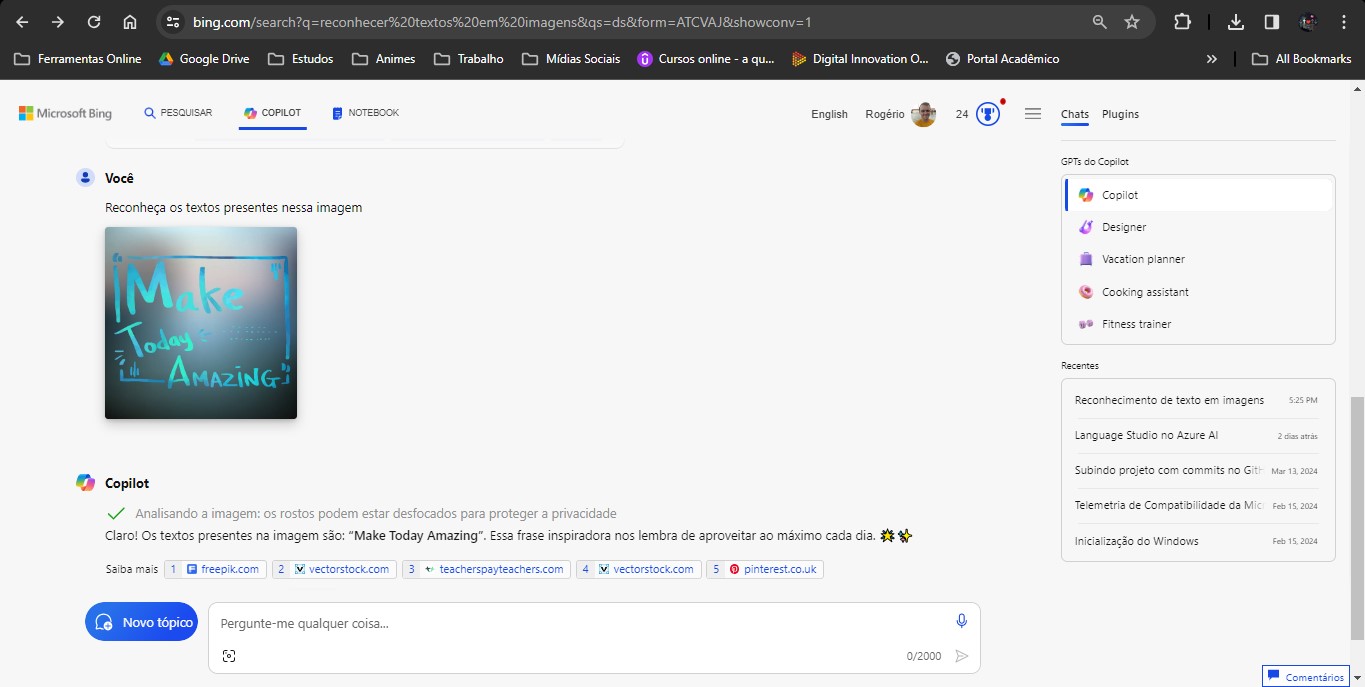 bing.com/search?q=reconhecer%20textos%20em%20imagens&qs=ds&form=ATCVAJ&showconv=1
Ferramentas Online Google Drive Estudos Animes Trabalho Mídias Sociais Cursos online - a qu... Digital Innovation O... Portal Acadêmico » All Bookmarks
Microsoft Bing PESQUISAR COPILOT NOTEBOOK English Rogério 24 Chats Plugins
GPTs do Copilot
Copilot
Designer
Vacation planner
Cooking assistant
Fitness trainer
Recentes
Reconhecimento de texto em imagens 5:25 PM
Language Studio no Azure AI 2 dias atrás
Subindo projeto com commits no GitH Mar 13, 2024
Telemetria de Compatibilidade da Mic Feb 15, 2024
Inicialização do Windows Feb 15, 2024
Você
Reconheça os textos presentes nessa imagem
Make
Today
AMAZING
Copilot
Analisando a imagem: os rostos podem estar desfocados para proteger a privacidade
Claro! Os textos presentes na imagem são: “Make Today Amazing”. Essa frase inspiradora nos lembra de aproveitar ao máximo cada dia. 🌟✨
Saiba mais 1 freepik.com 2 vectorstock.com 3 teacherspayteachers.com 4 vectorstock.com 5 pinterest.co.uk
Novo tópico
Pergunte-me qualquer coisa...
0/2000
Comentários